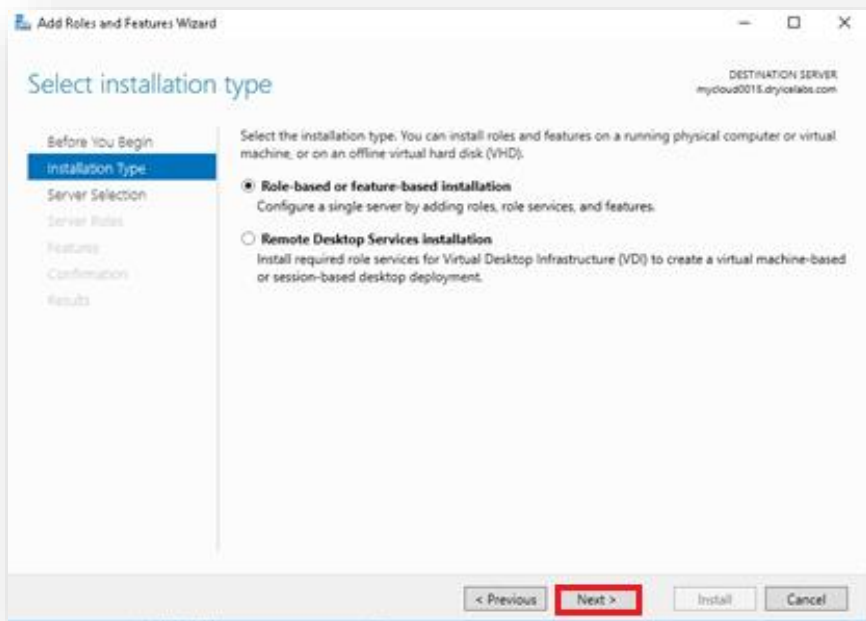 Add Roles and Features Wizard
Select installation type
DESTINATION SERVER
mycloud001S.dryicelabs.com
Before You Begin
Installation Type
Server Selection
Server Roles
Features
Confirmation
Results
Select the installation type. You can install roles and features on a running physical computer or virtual
machine, or on an offline virtual hard disk (VHD).
Role-based or feature-based installation
Configure a single server by adding roles, role services, and features.
Remote Desktop Services installation
Install required role services for Virtual Desktop Infrastructure (VDI) to create a virtual machine-based
or session-based desktop deployment.
< Previous
Next >
Install
Cancel